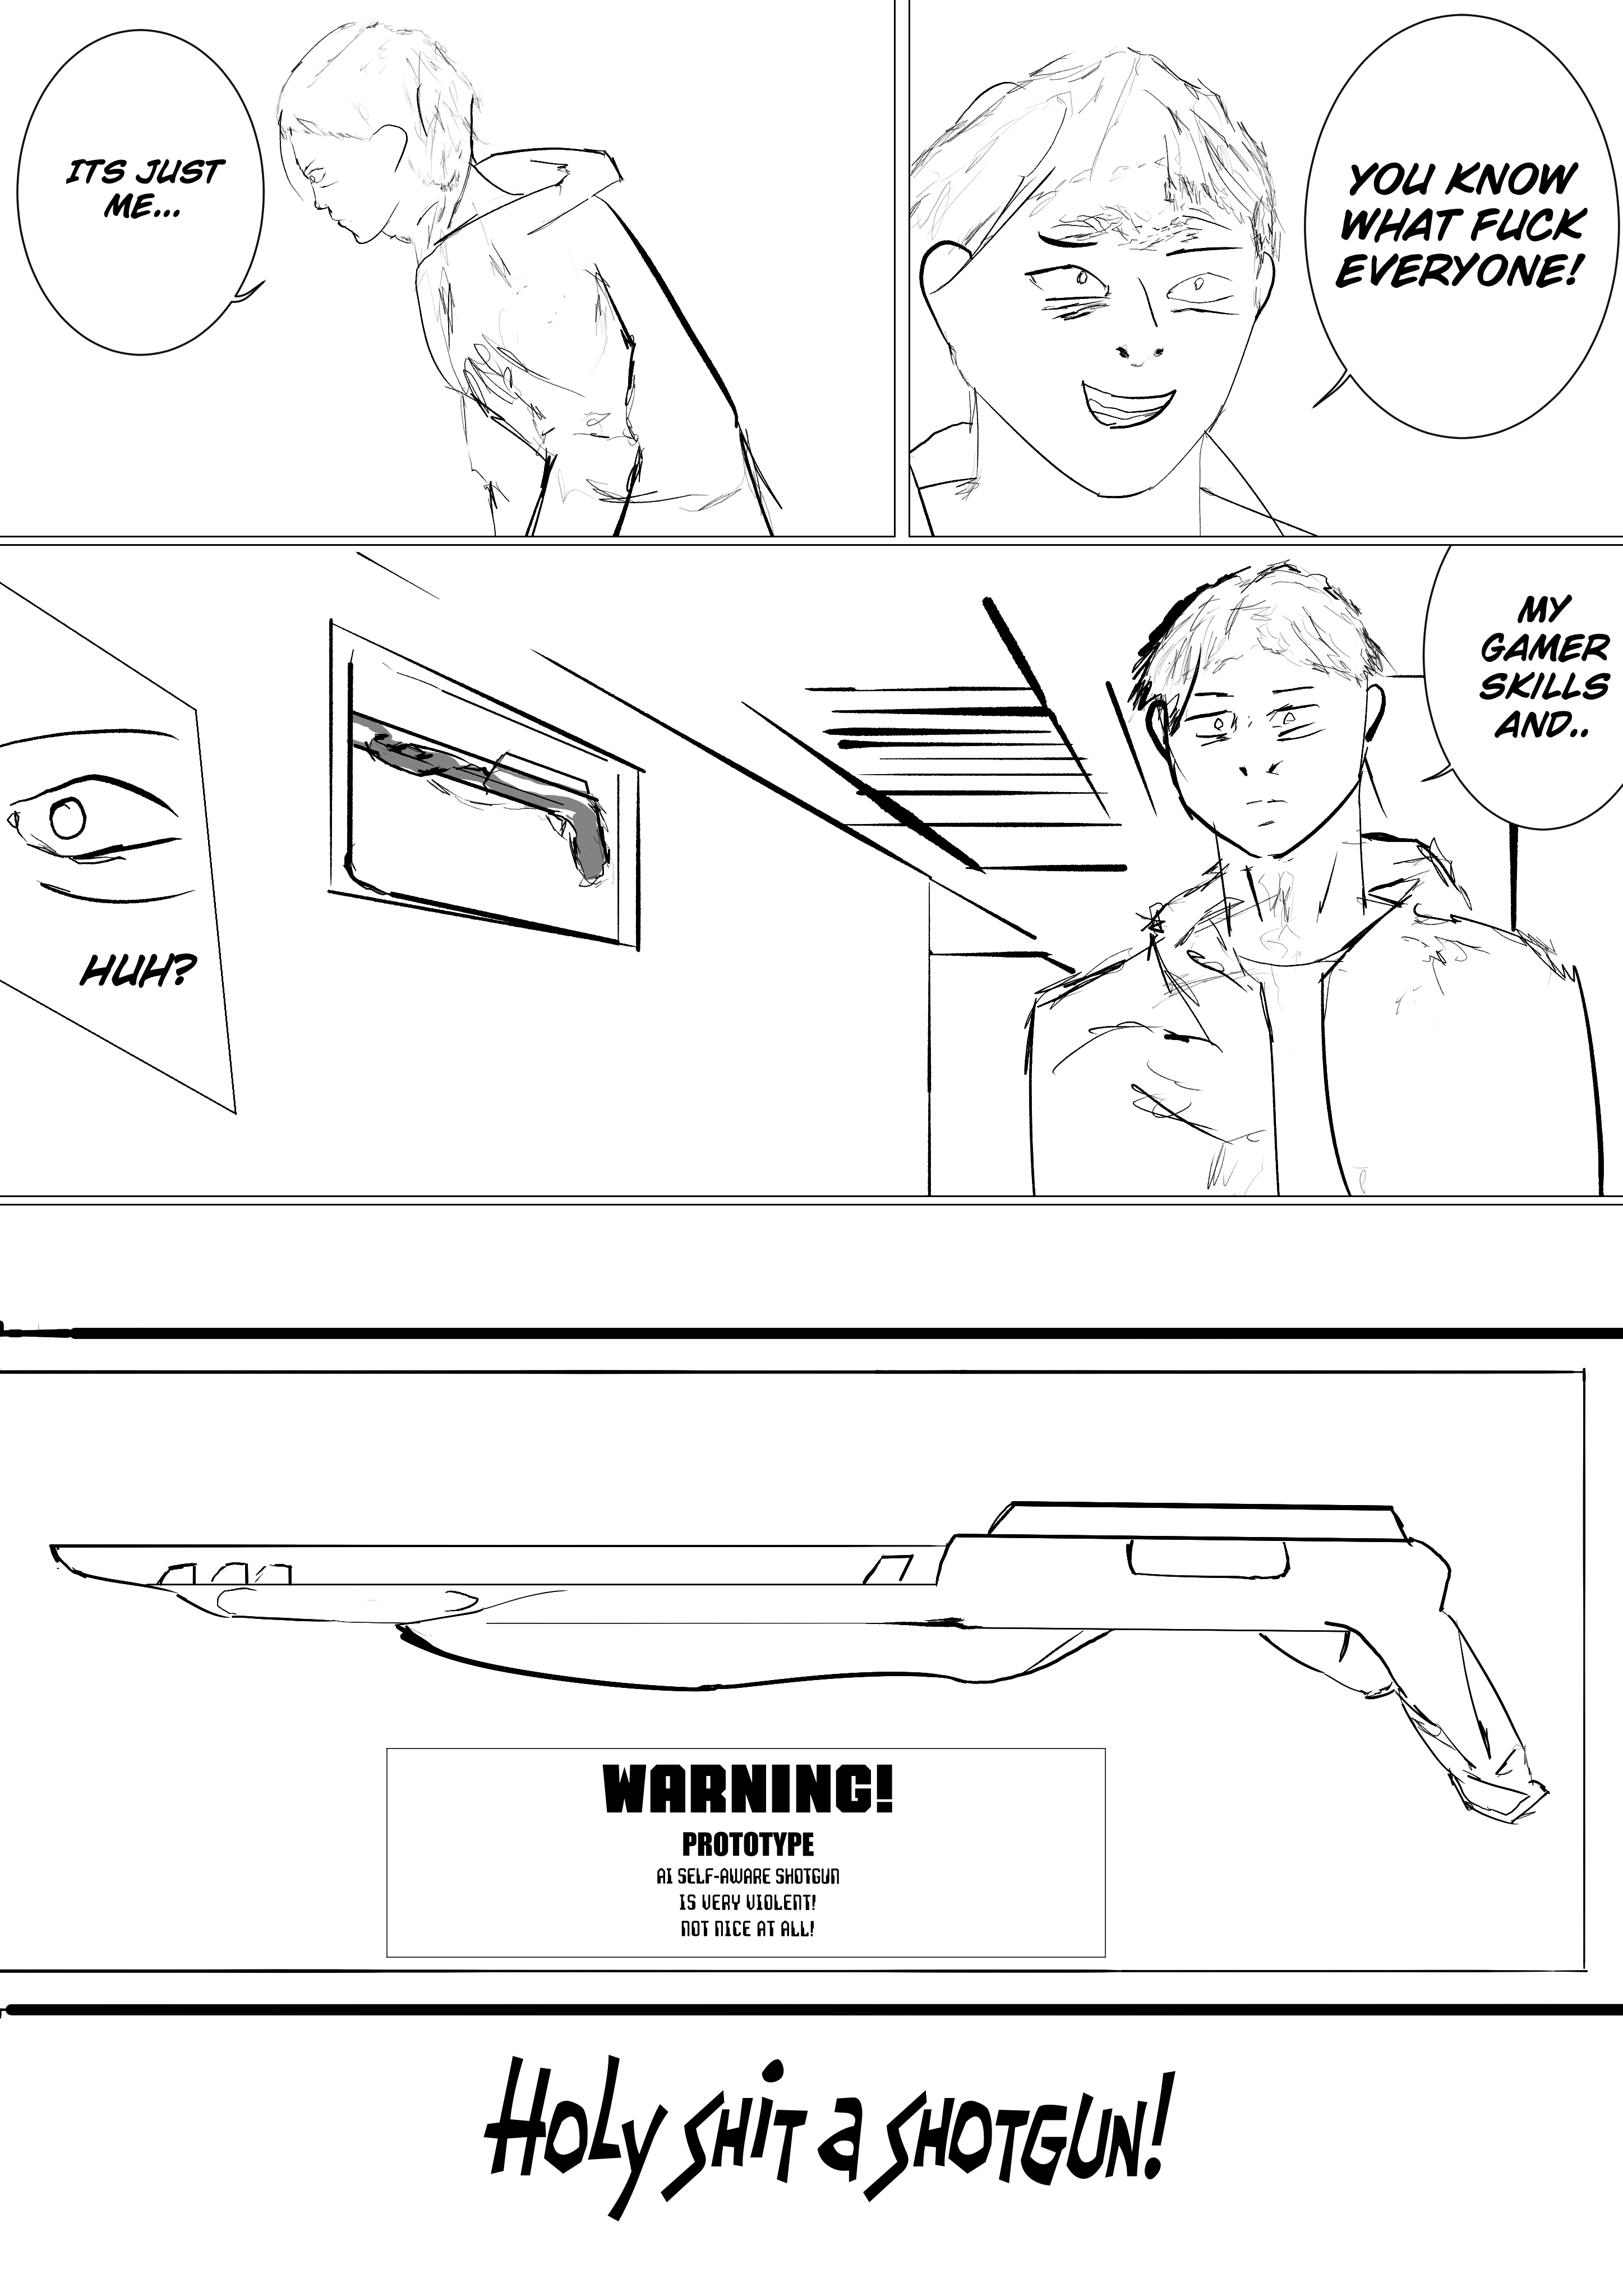 ITS JUST
ME...
YOU KNOW
WHAT FUCK
EVERYONE!
MY
GAMER
SKILLS
AND..
HUH?
WARNING!
PROTOTYPE
AI SELF-AWARE SHOTGUN
IS VERY VIOLENT!
NOT NICE AT ALL!
HOLY SHIT A SHOTGUN!